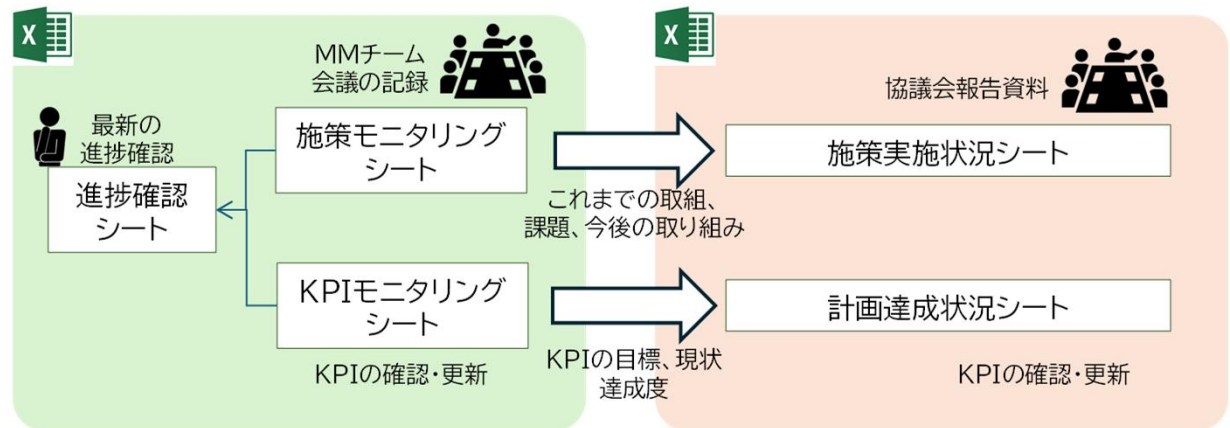 X
MMチーム
会議の記録
最新の
進捗確認
進捗確認
シート
施策モニタリング
シート
KPIモニタリング
シート
KPIの確認・更新
これまでの取組、
課題、今後の取り組み
KPIの目標、現状
達成度
X
協議会報告資料
施策実施状況シート
計画達成状況シート
KPIの確認・更新